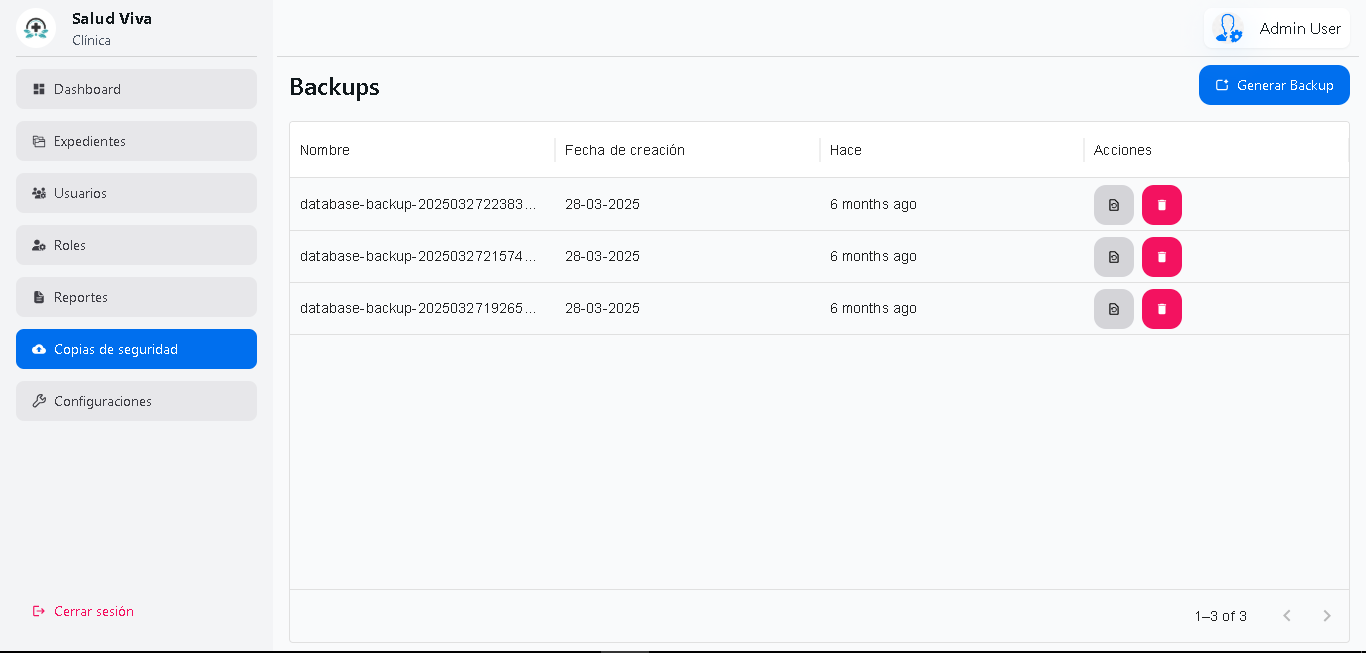 Salud Viva
Clínica
Admin User
Dashboard
Expedientes
Usuarios
Roles
Reportes
Copias de seguridad
Configuraciones
Cerrar sesión
Backups
Generar Backup
Nombre Fecha de creación Hace Acciones
database-backup-2025032722383... 28-03-2025 6 months ago
database-backup-2025032721574... 28-03-2025 6 months ago
database-backup-2025032719265... 28-03-2025 6 months ago
1–3 of 3